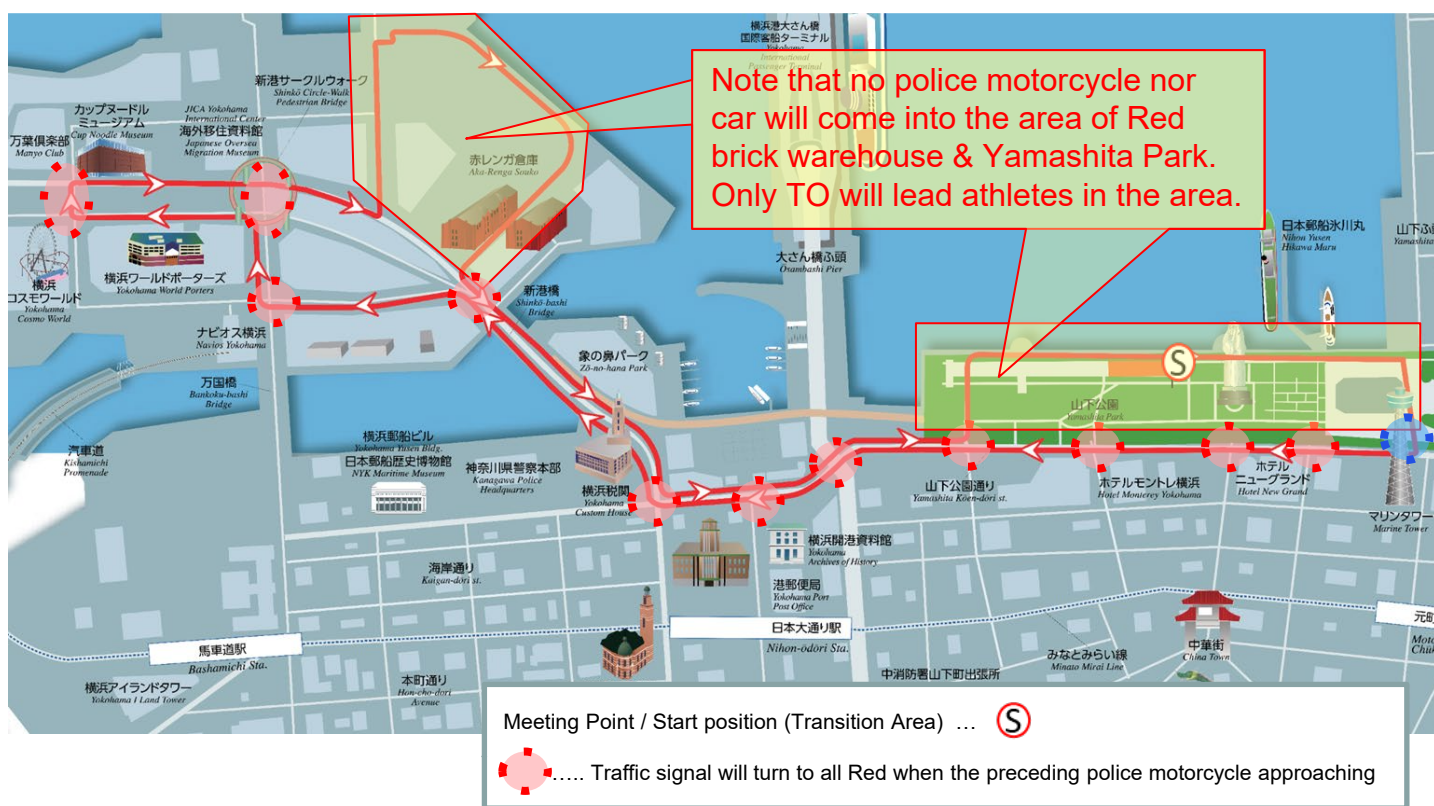 横浜港大さん橋
国際客船ターミナル
Yokohama
International
Passenger Terminal
Note that no police motorcycle nor
car will come into the area of Red
brick warehouse & Yamashita Park.
Only TO will lead athletes in the area.
新港サークルウォーク
Shinkō Circle-Walk
Pedestrian Bridge
カップヌードル
ミュージアム
Cup Noodle Museum
JICA Yokohama
International Center
海外移住資料館
Japanese Oversea
Migration Museum
万葉倶楽部
Manyo Club
赤レンガ倉庫
Aka-Renga Souko
日本郵船氷川丸
Nihon Yusen
Hikawa Maru
山下ふ
Yamashita
横浜
コスモワールド
Yokohama
Cosmo World
横浜ワールドポーターズ
Yokohama World Porters
大さん橋ふ頭
Osambashi Pier
新港橋
Shinkō-bashi
Bridge
ナビオス横浜
Navios Yokohama
象の鼻パーク
Zō-no-hana Park
S
万国橋
Bankoku-bashi
Bridge
山下公園
Yamashita Park
汽車道
Kishamichi
Promenade
横浜郵船ビル
Yokohama Yusen Bldg.
日本郵船歴史博物館
NYK Maritime Museum
神奈川県警察本部
Kanagawa Police
Headquarters
横浜税関
Yokohama
Custom House
山下公園通り
Yamashita Kōen-dōri st.
ホテルモントレ横浜
Hotel Monterey Yokohama
ホテル
ニューグランド
Hotel New Grand
マリンタワー
Marine Tower
横浜開港資料館
Yokohama
Archives of History
海岸通り
Kaigan-dōri st.
港郵便局
Yokohama Port
Post Office
馬車道駅
Bashamichi Sta.
日本大通り駅
Nihon-ōdōri Sta.
みなとみらい線
Minato Mirai Line
中華街
China Town
元町
Moto
Chūk
横浜アイランドタワー
Yokohama I Land Tower
本町通り
Hon-cho-dori
Avenue
中消防署山下町出張所
Meeting Point / Start position (Transition Area) … S
….. Traffic signal will turn to all Red when the preceding police motorcycle approaching